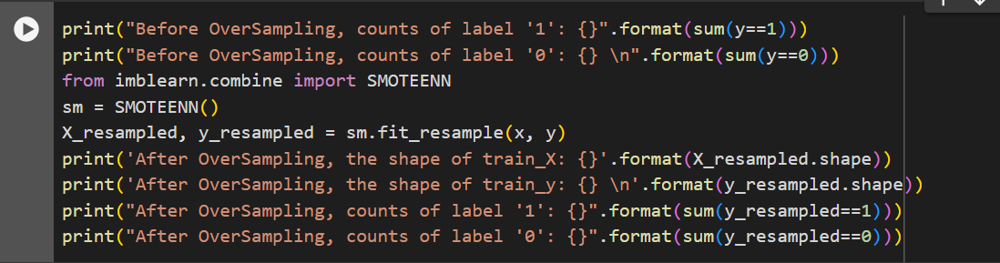 print("Before OverSampling, counts of label '1': {}".format(sum(y==1)))
print("Before OverSampling, counts of label '0': {} \n".format(sum(y==0)))
from imblearn.combine import SMOTEENN
sm = SMOTEENN()
X_resampled, y_resampled = sm.fit_resample(x, y)
print('After OverSampling, the shape of train_X: {}'.format(X_resampled.shape))
print('After OverSampling, the shape of train_y: {} \n'.format(y_resampled.shape))
print("After OverSampling, counts of label '1': {}".format(sum(y_resampled==1)))
print("After OverSampling, counts of label '0': {}".format(sum(y_resampled==0)))